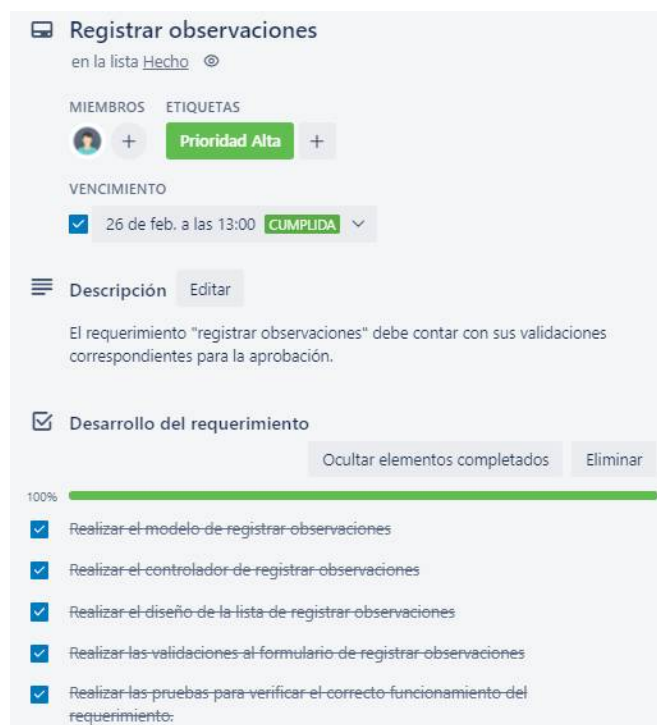 Registrar observaciones
en la lista Hecho
MIEMBROS ETIQUETAS
+ Prioridad Alta +
VENCIMIENTO
26 de feb. a las 13:00 CUMPLIDA
Descripción Editar
El requerimiento "registrar observaciones" debe contar con sus validaciones
correspondientes para la aprobación.
Desarrollo del requerimiento
Ocultar elementos completados Eliminar
100%
Realizar el modelo de registrar observaciones
Realizar el controlador de registrar observaciones
Realizar el diseño de la lista de registrar observaciones
Realizar las validaciones al formulario de registrar observaciones
Realizar las pruebas para verificar el correcto funcionamiento del
requerimiento.